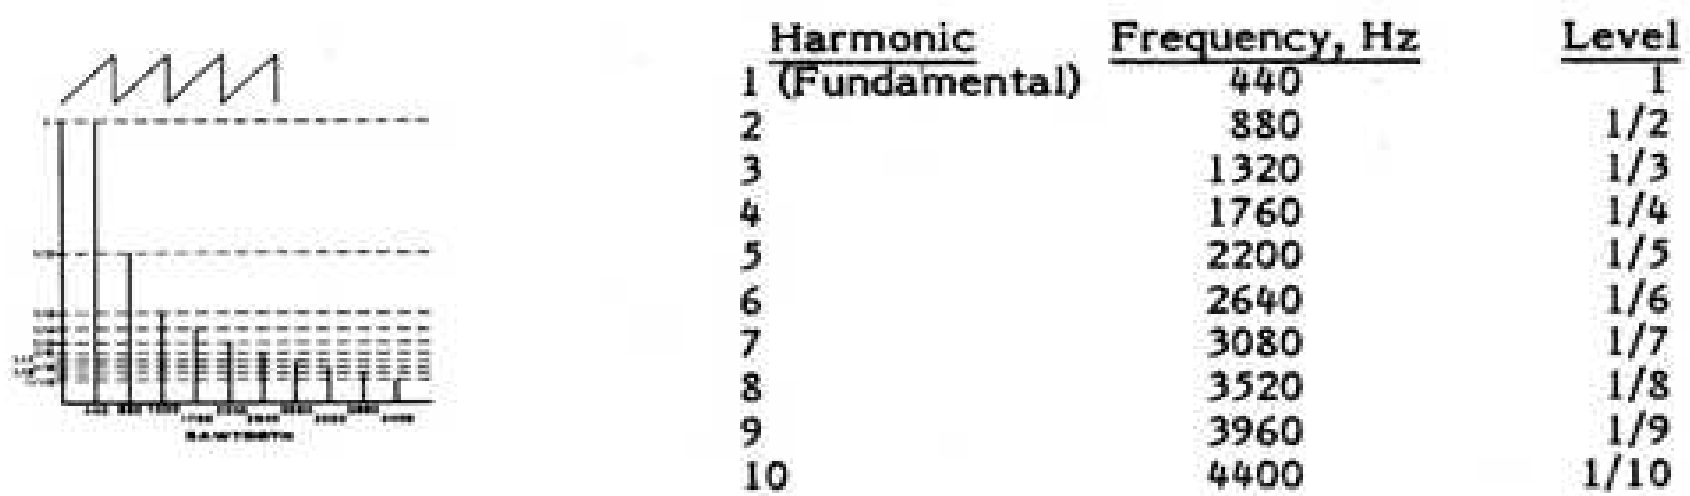 Harmonic Frequency, Hz Level
1 (Fundamental) 440 1
2 880 1/2
3 1320 1/3
4 1760 1/4
5 2200 1/5
6 2640 1/6
7 3080 1/7
8 3520 1/8
9 3960 1/9
10 4400 1/10
SAWTOOTH